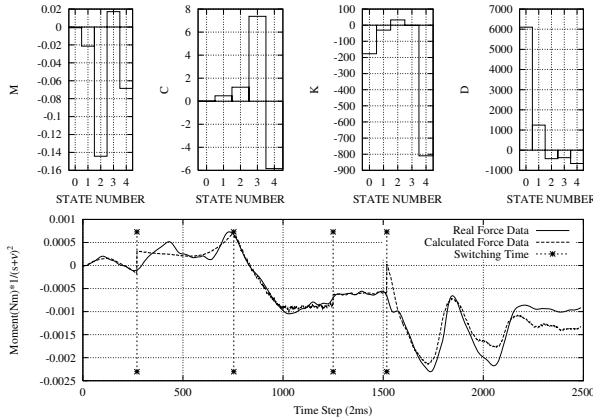 M
0.02
0
-0.02
-0.04
-0.06
-0.08
-0.1
-0.12
-0.14
-0.16
0 1 2 3 4
STATE NUMBER
C
8
6
4
2
0
-2
-4
-6
0 1 2 3 4
STATE NUMBER
K
100
0
-100
-200
-300
-400
-500
-600
-700
-800
-900
0 1 2 3 4
STATE NUMBER
D
7000
6000
5000
4000
3000
2000
1000
0
-1000
0 1 2 3 4
STATE NUMBER
Moment(Nm)*1/(s+v)^2
0.001
0.0005
0
-0.0005
-0.001
-0.0015
-0.002
-0.0025
Real Force Data
Calculated Force Data
Switching Time
0 500 1000 1500 2000 2500
Time Step (2ms)